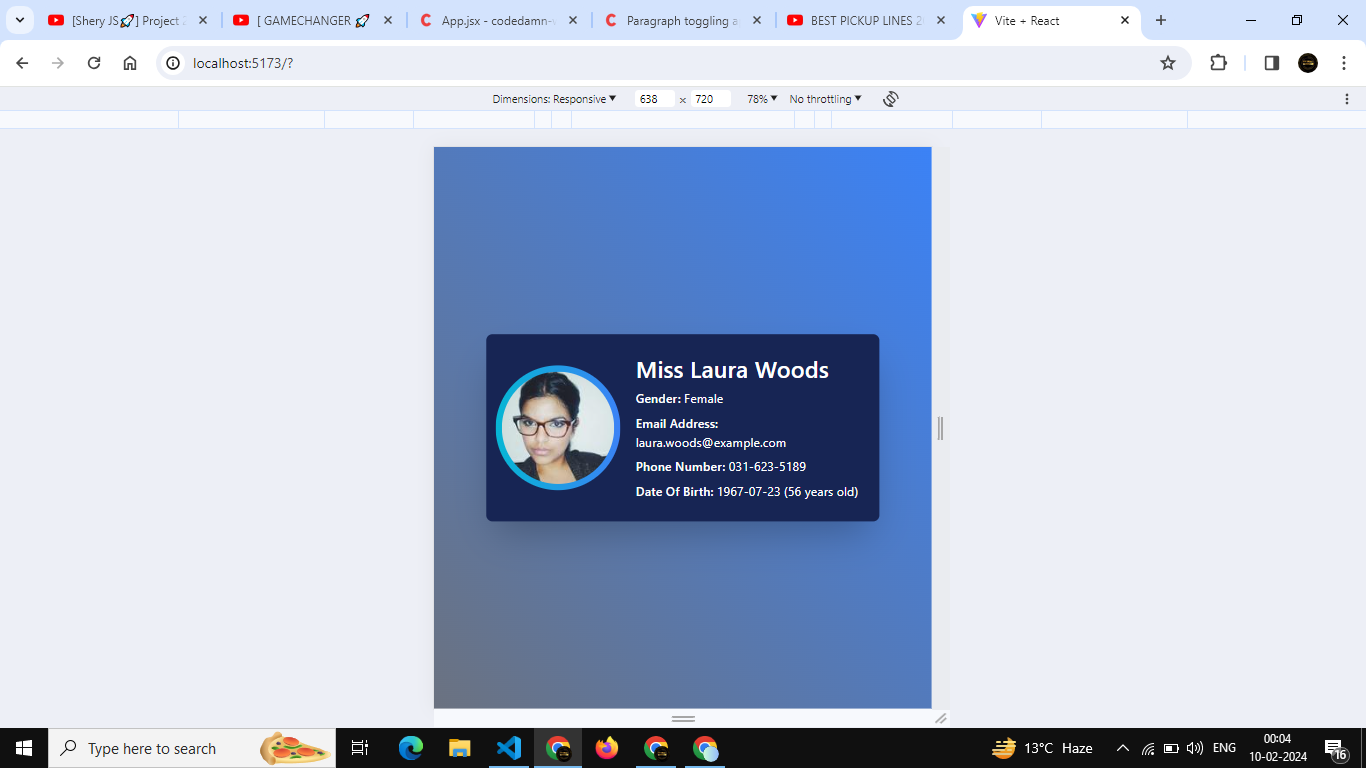 [Shery JS🚀] Project 2
[ GAMECHANGER 🚀
App.jsx - codedamn-
Paragraph toggling a
BEST PICKUP LINES 2
Vite + React
localhost:5173/?
Dimensions: Responsive ▼ 638 × 720 78% ▼ No throttling ▼
Miss Laura Woods
Gender: Female
Email Address:
laura.woods@example.com
Phone Number: 031-623-5189
Date Of Birth: 1967-07-23 (56 years old)
Type here to search
13°C Haze
ENG
00:04
10-02-2024
16